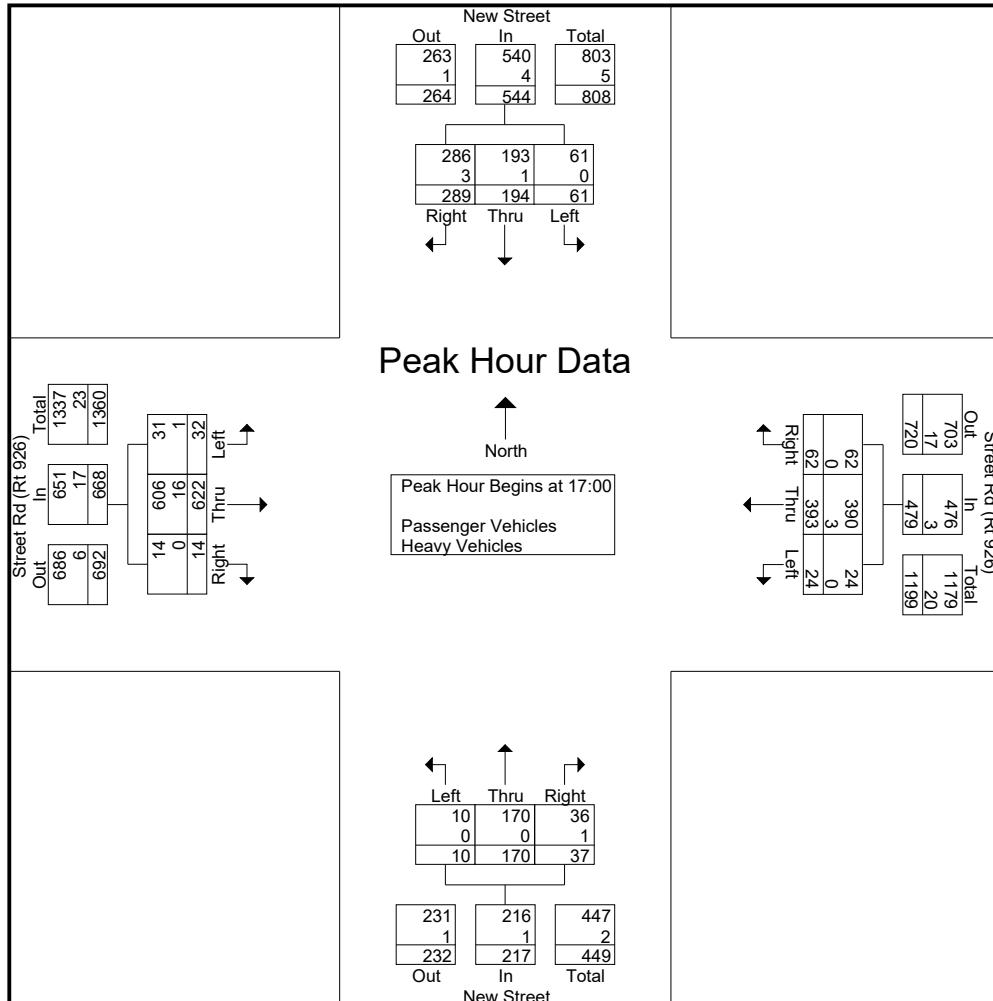 New Street
Out In Total
263 540 803
1 4 5
264 544 808
286 193 61
3 1 0
289 194 61
Right Thru Left
Peak Hour Data
North
Peak Hour Begins at 17:00
Passenger Vehicles
Heavy Vehicles
Street Rd (Rt 926)
Out In Total
686 651 1337
6 17 23
692 668 1360
31 606 14
1 16 0
32 622 14
Left Thru Right
Street Rd (Rt 926)
Out In Total
703 476 1179
17 3 20
720 479 1199
62 390 24
0 3 0
62 393 24
Right Thru Left
Left Thru Right
10 170 36
0 0 1
10 170 37
231 216 447
1 1 2
232 217 449
Out In Total
New Street